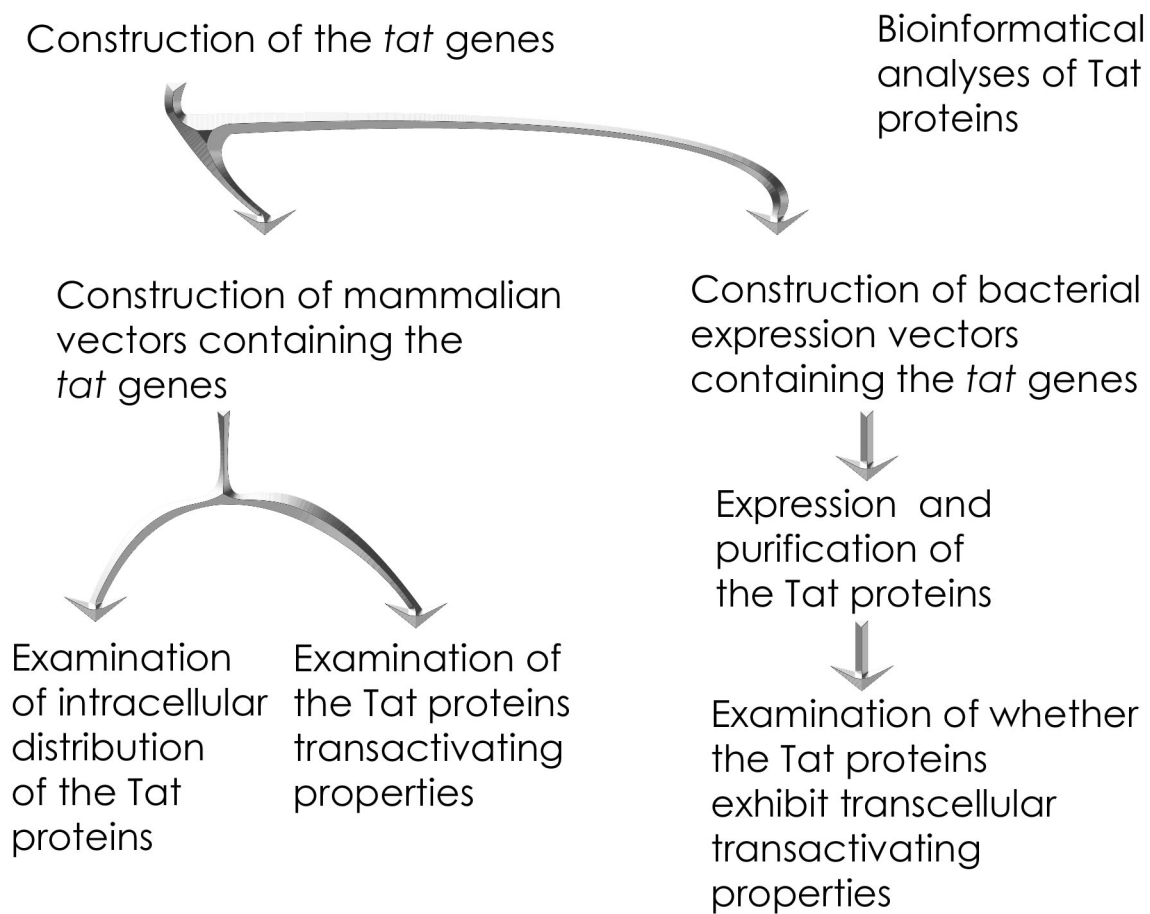 Construction of the tat genes
Bioinformatical
analyses of Tat
proteins
Construction of mammalian
vectors containing the
tat genes
Construction of bacterial
expression vectors
containing the tat genes
Expression and
purification of
the Tat proteins
Examination
of intracellular
distribution
of the Tat
proteins
Examination of
the Tat proteins
transactivating
properties
Examination of whether
the Tat proteins
exhibit transcellular
transactivating
properties